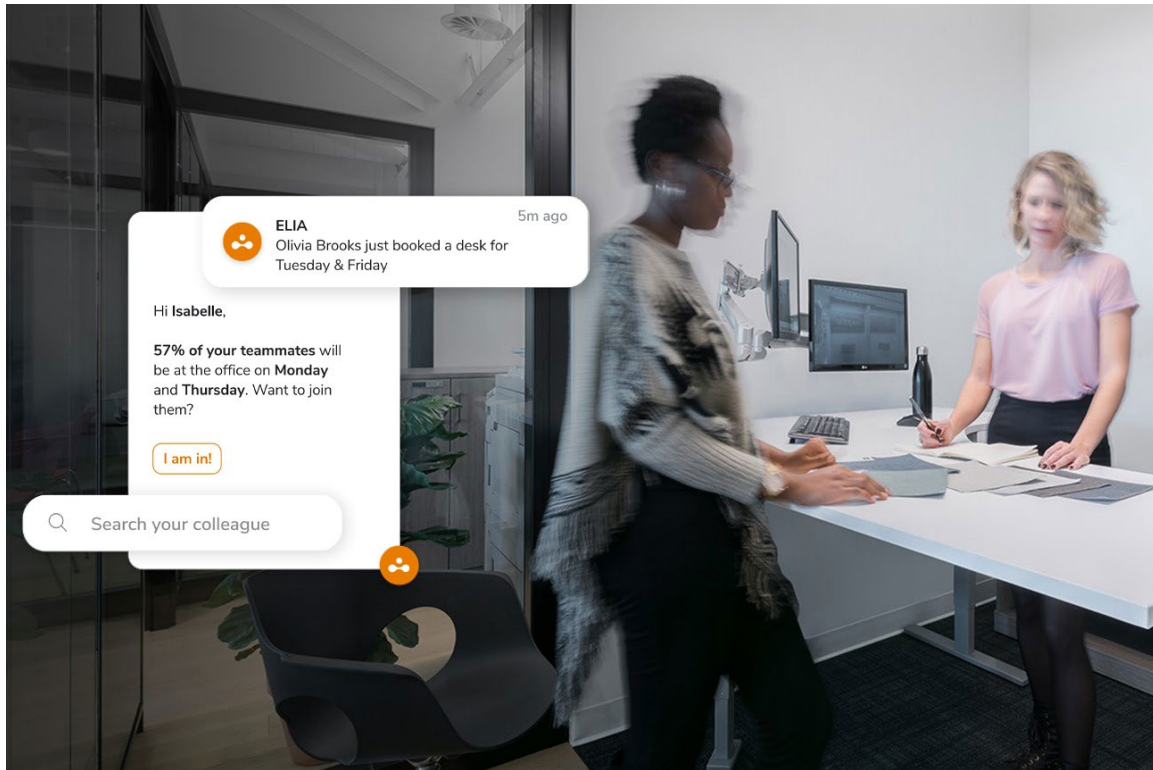 5m ago
ELIA
Olivia Brooks just booked a desk for
Tuesday & Friday
Hi Isabelle,
57% of your teammates will
be at the office on Monday
and Thursday. Want to join
them?
I am in!
Search your colleague